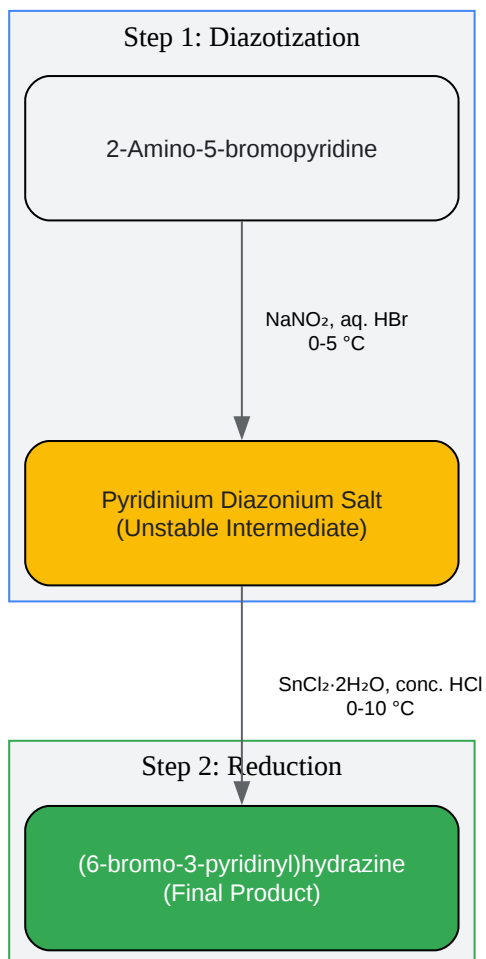 Step 1: Diazotization
2-Amino-5-bromopyridine
NaNO₂, aq. HBr
0-5 °C
Pyridinium Diazonium Salt
(Unstable Intermediate)
SnCl₂·2H₂O, conc. HCl
0-10 °C
Step 2: Reduction
(6-bromo-3-pyridinyl)hydrazine
(Final Product)